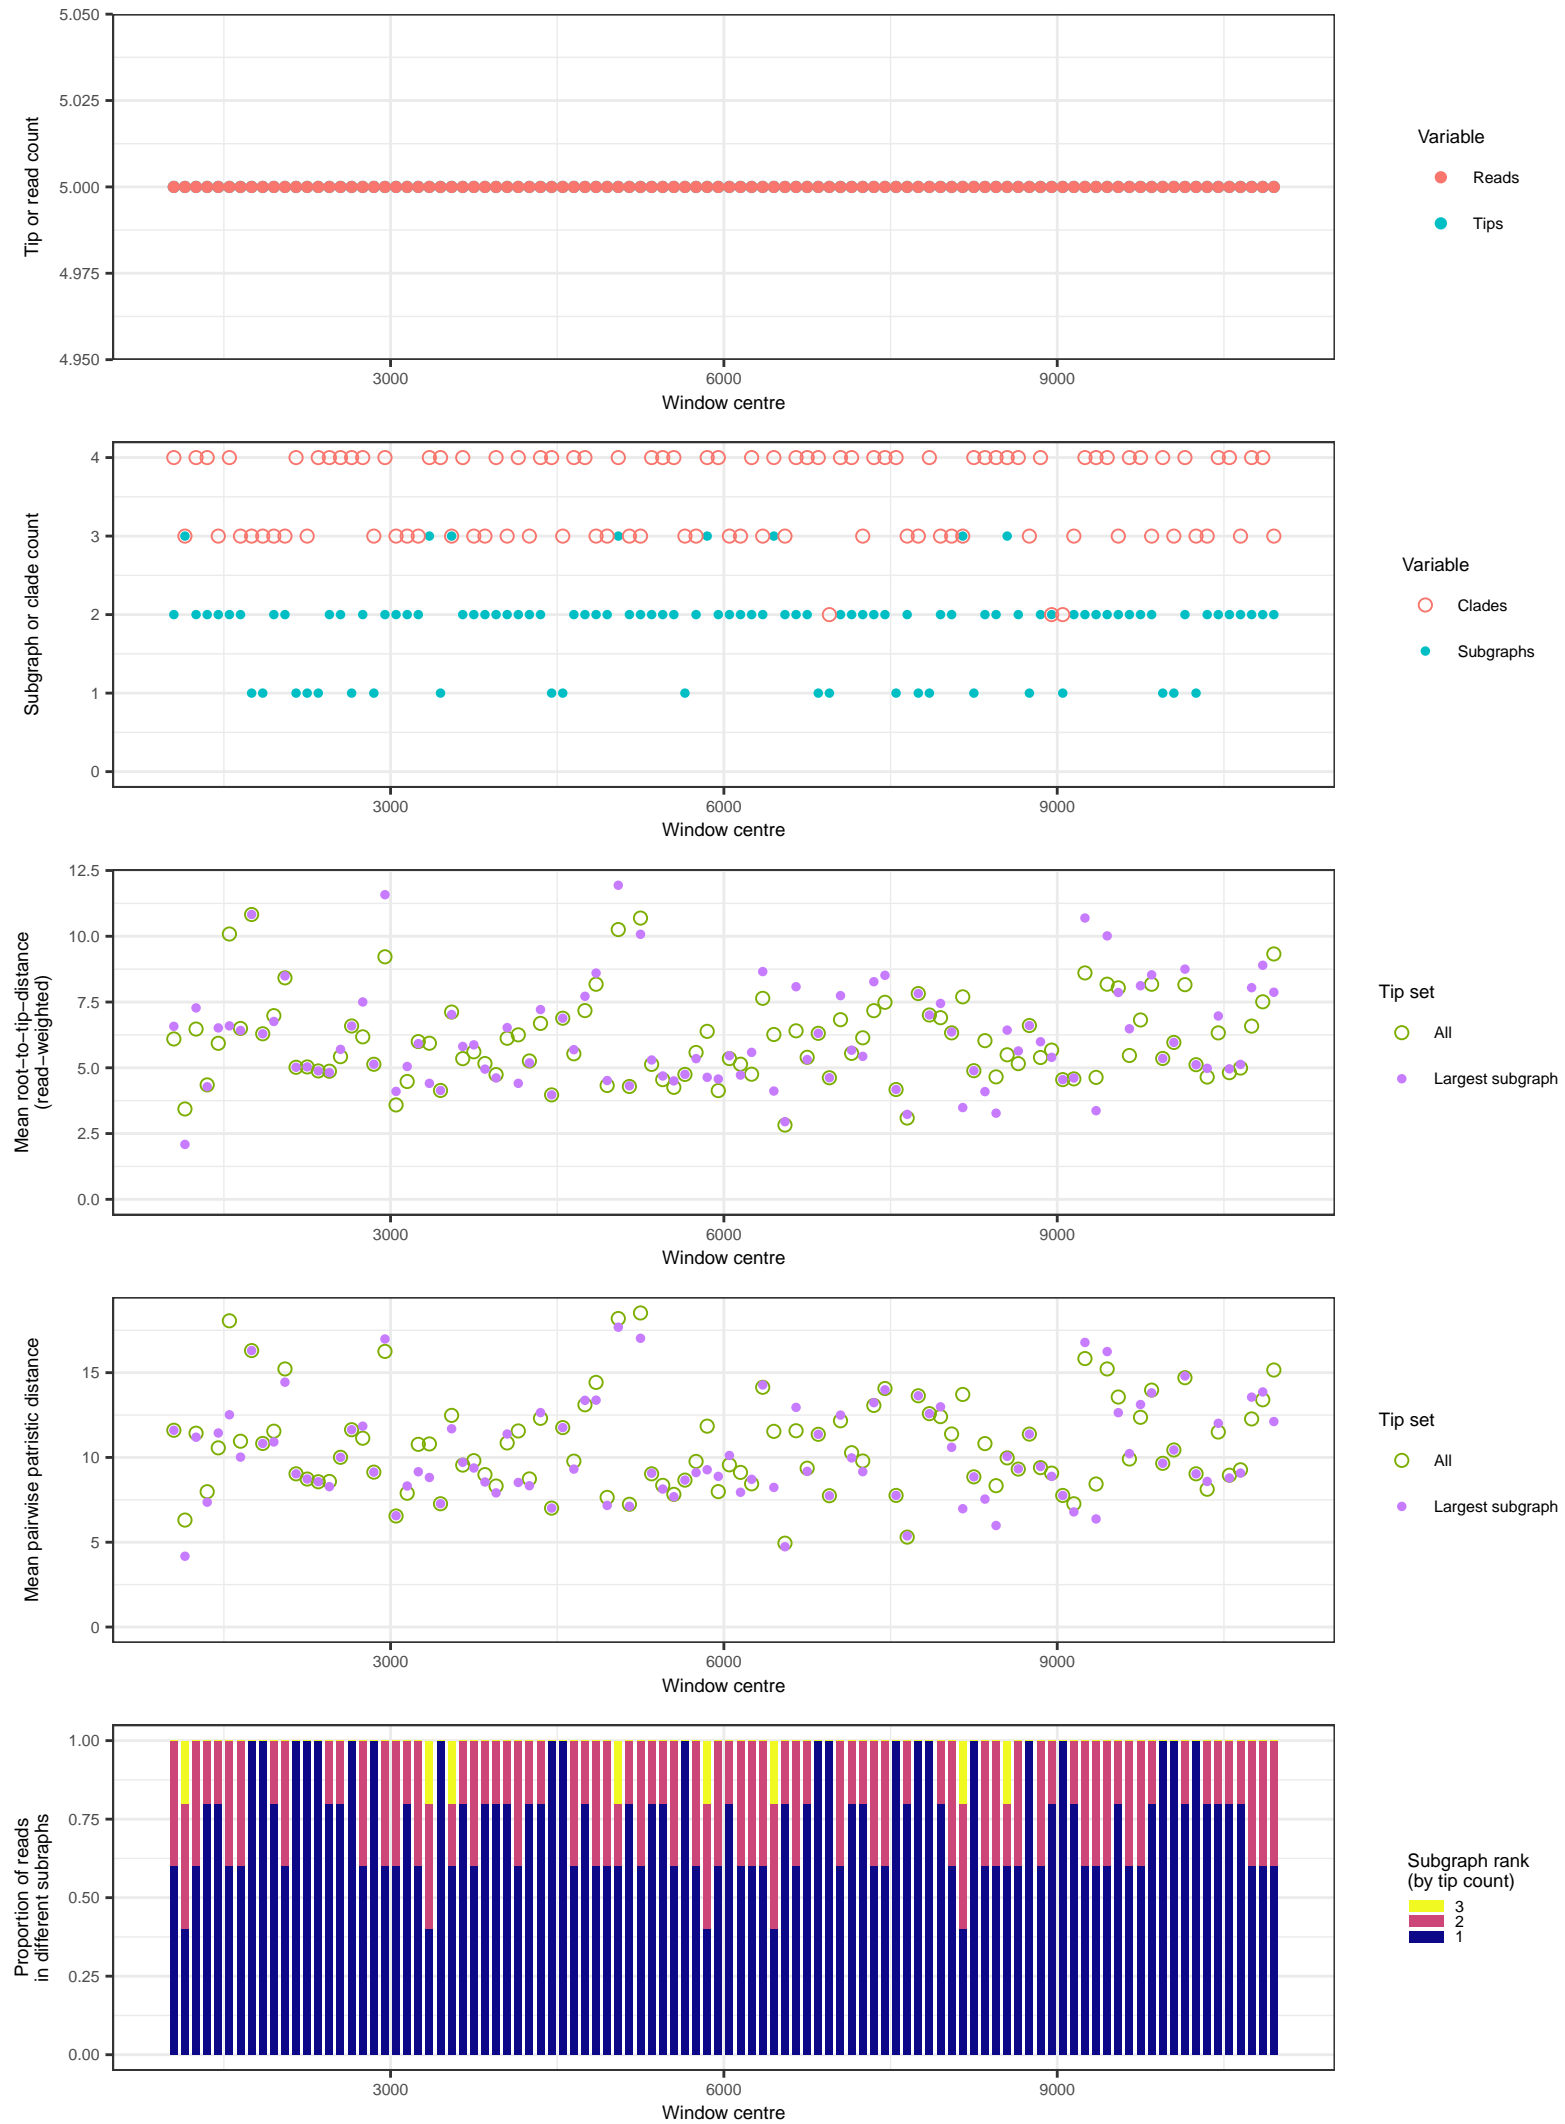 5.050
5.025
5.000
4.975
4.950
Tip or read count
3000
6000
9000
Window centre
Variable
Reads
Tips
4
3
2
1
0
Subgraph or clade count
3000
6000
9000
Window centre
Variable
Clades
Subgraphs
12.5
10.0
7.5
5.0
2.5
0.0
Mean root−to−tip−distance
(read−weighted)
3000
6000
9000
Window centre
Tip set
All
Largest subgraph
15
10
5
0
Mean pairwise patristic distance
3000
6000
9000
Window centre
Tip set
All
Largest subgraph
1.00
0.75
0.50
0.25
0.00
Proportion of reads
in different subraphs
3000
6000
9000
Window centre
Subgraph rank
(by tip count)
3
2
1